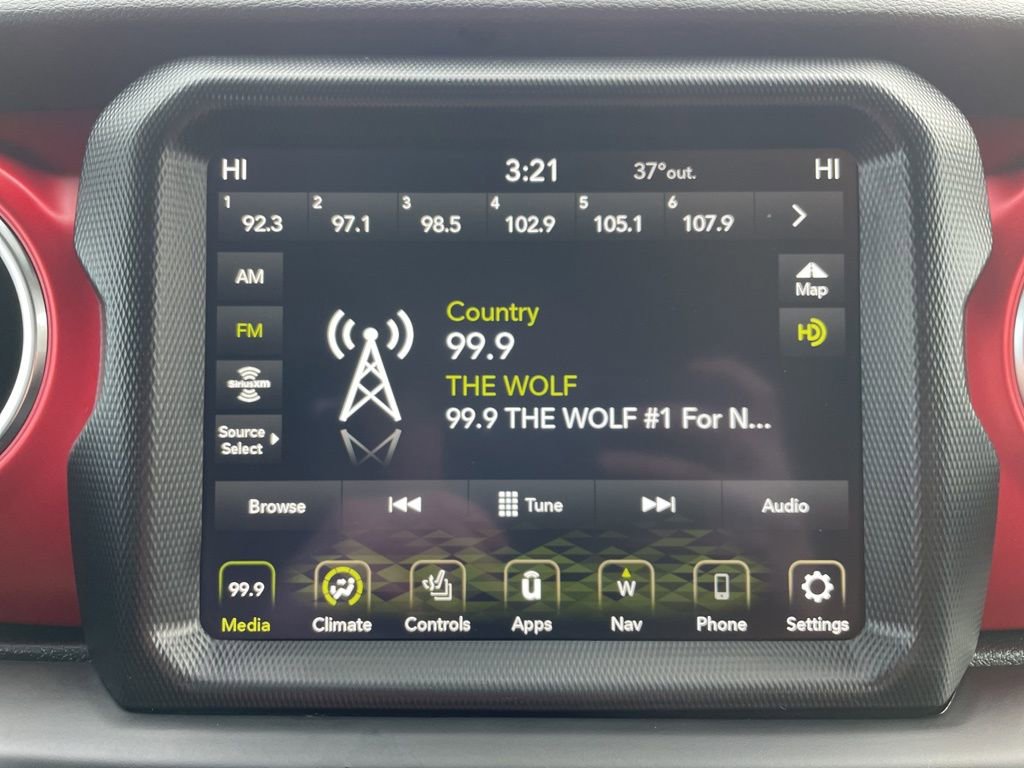 HI 3:21 37°out. HI
1 92.3 2 97.1 3 98.5 4 102.9 5 105.1 6 107.9
AM
FM
SiriusXM
Source
Select
Country
99.9
THE WOLF
99.9 THE WOLF #1 For N...
Map
HD
Browse Tune Audio
99.9 u W
Media Climate Controls Apps Nav Phone Settings